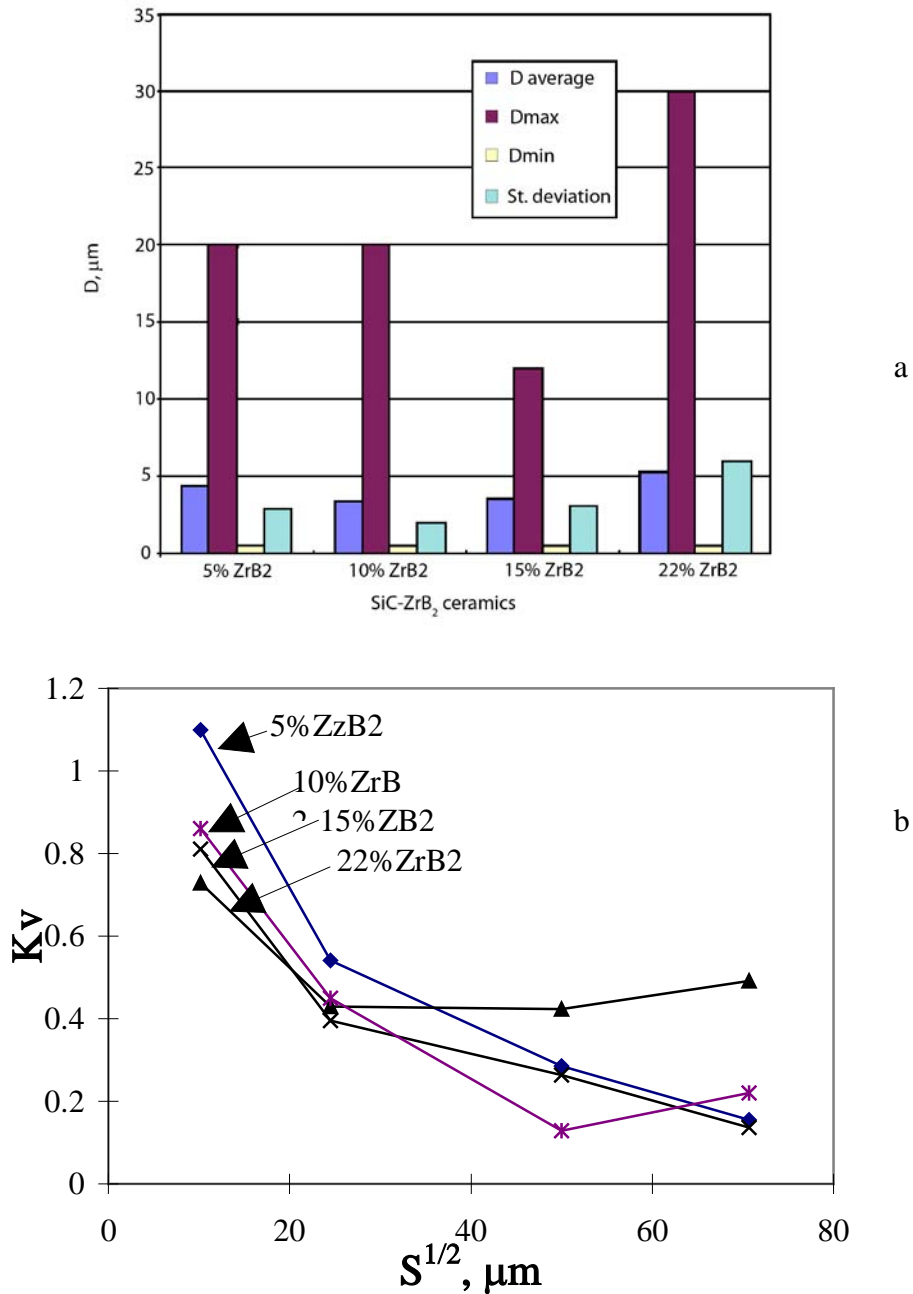 35
30
25
20
15
10
5
0
D, μm
D average
Dmax
Dmin
St. deviation
5% ZrB2 10% ZrB2 15% ZrB2 22% ZrB2
SiC-ZrB₂ ceramics
a
1.2
1
0.8
0.6
0.4
0.2
0
Kv
5%ZzB2
10%ZrB
2
15%ZB2
22%ZrB2
b
0 20 40 60 80
S^1/2, μm